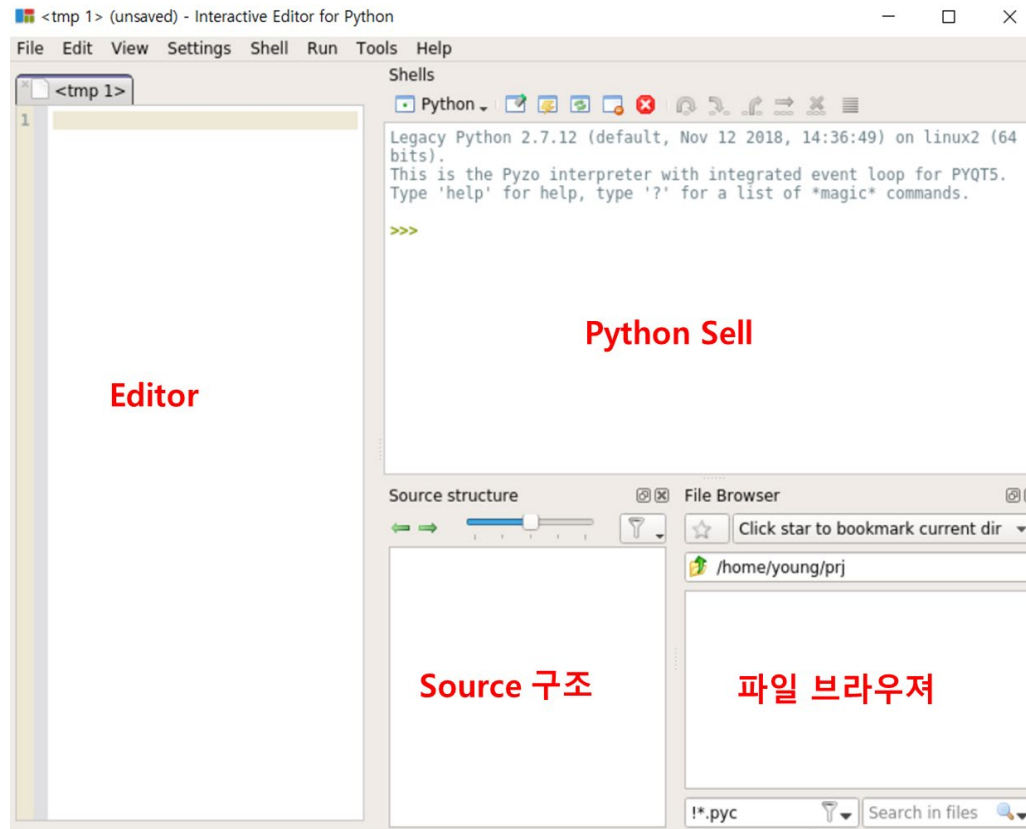 <tmp 1> (unsaved) - Interactive Editor for Python
File Edit View Settings Shell Run Tools Help
<tmp 1>
1
Editor
Shells
Python
Legacy Python 2.7.12 (default, Nov 12 2018, 14:36:49) on linux2 (64
bits).
This is the Pyzo interpreter with integrated event loop for PYQT5.
Type 'help' for help, type '?' for a list of *magic* commands.
>>>
Python Sell
Source structure
Source 구조
File Browser
Click star to bookmark current dir
/home/young/prj
파일 브라우져
!*.pyc
Search in files